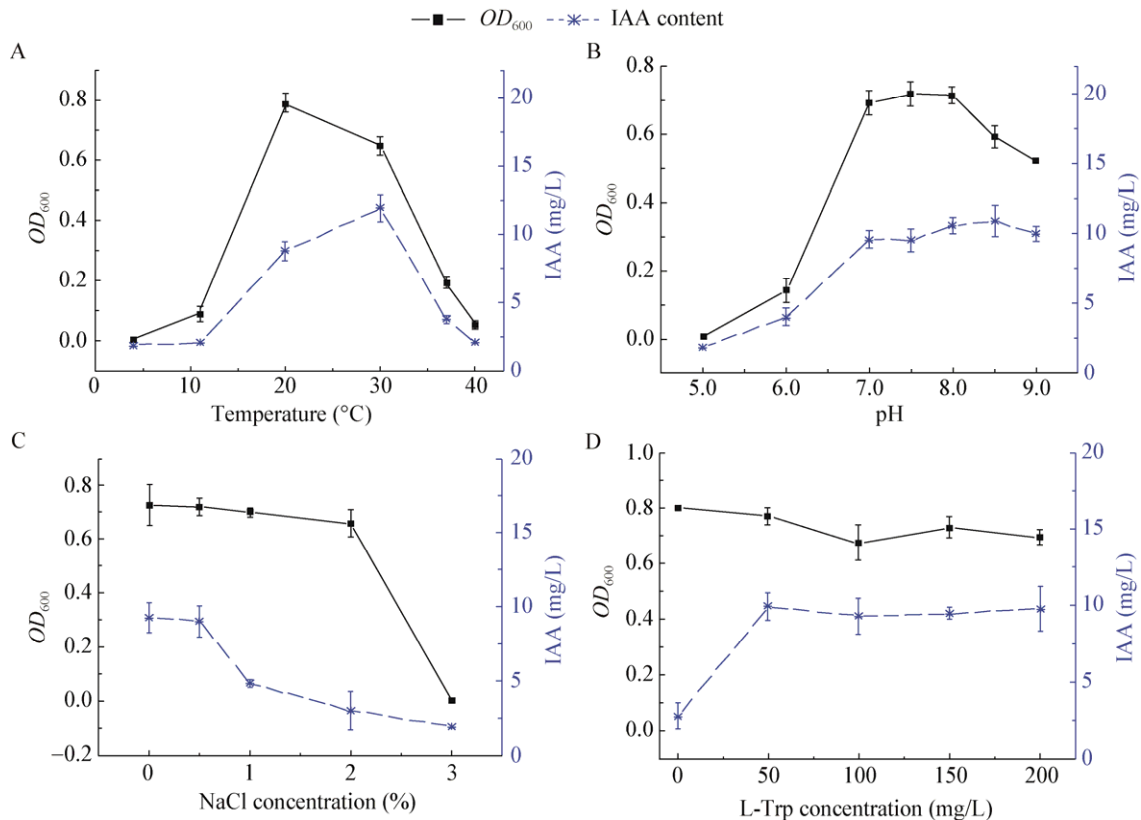 OD600 IAA content
A
OD600
0.8
0.6
0.4
0.2
0.0
20
15
10
5
0
IAA (mg/L)
0 10 20 30 40
Temperature (°C)
B
OD600
0.8
0.6
0.4
0.2
0.0
20
15
10
5
0
IAA (mg/L)
5.0 6.0 7.0 8.0 9.0
pH
C
OD600
0.8
0.6
0.4
0.2
0.0
−0.2
20
15
10
5
0
IAA (mg/L)
0 1 2 3
NaCl concentration (%)
D
OD600
1.0
0.8
0.6
0.4
0.2
0.0
20
15
10
5
0
IAA (mg/L)
0 50 100 150 200
L-Trp concentration (mg/L)